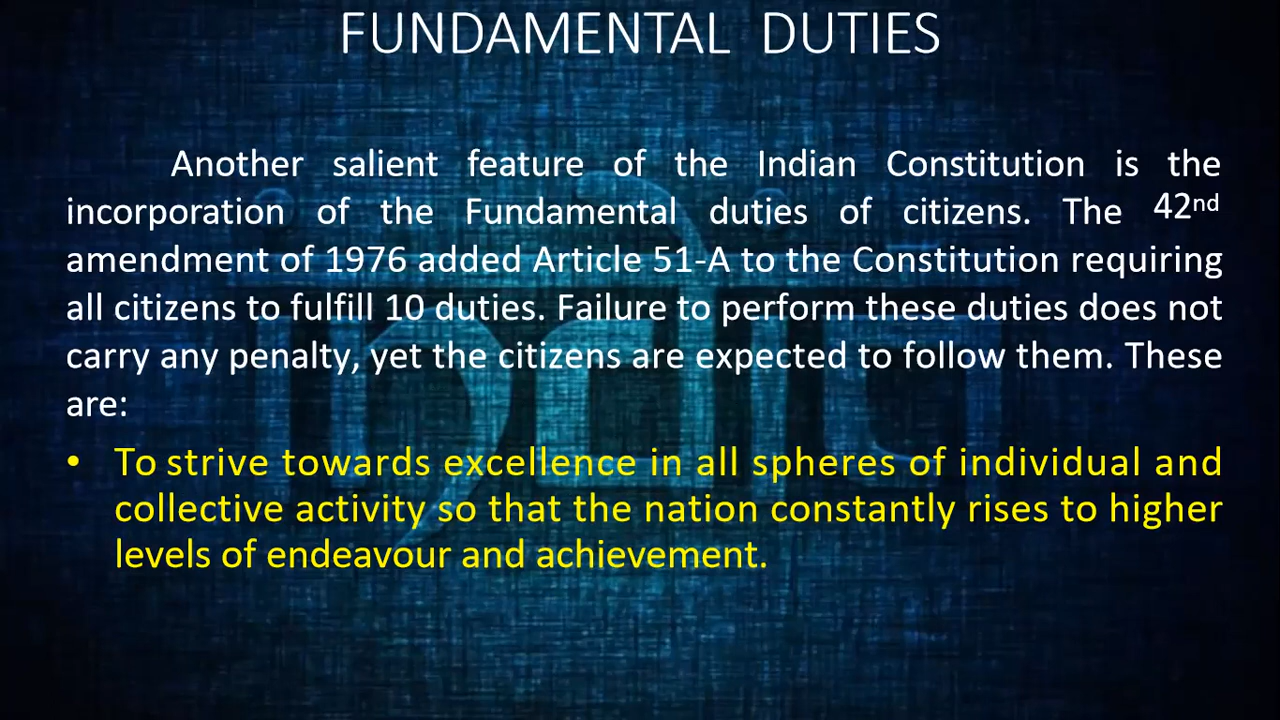 FUNDAMENTAL DUTIES
Another salient feature of the Indian Constitution is the
incorporation of the Fundamental duties of citizens. The 42nd
amendment of 1976 added Article 51-A to the Constitution requiring
all citizens to fulfill 10 duties. Failure to perform these duties does not
carry any penalty, yet the citizens are expected to follow them. These
are:
• To strive towards excellence in all spheres of individual and
collective activity so that the nation constantly rises to higher
levels of endeavour and achievement.